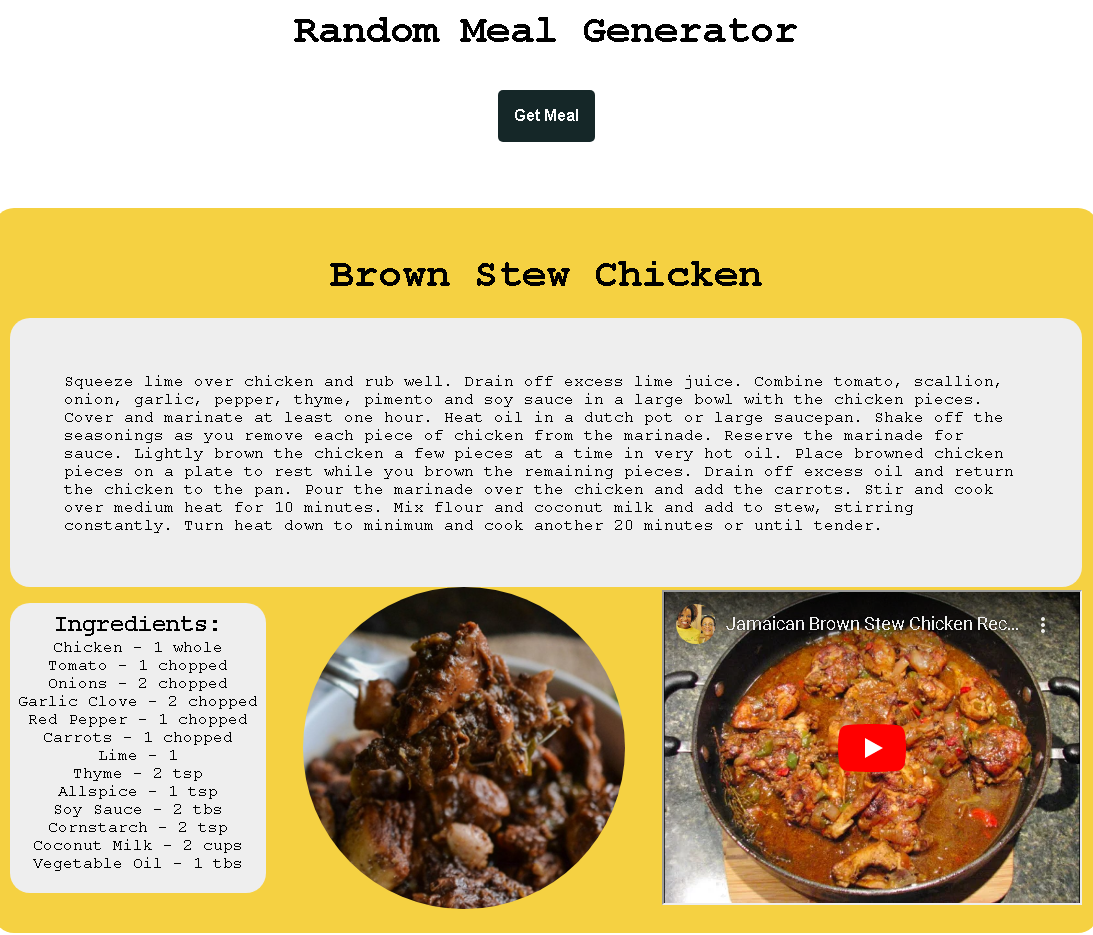 Random Meal Generator
Get Meal
Brown Stew Chicken
Squeeze lime over chicken and rub well. Drain off excess lime juice. Combine tomato, scallion,
onion, garlic, pepper, thyme, pimento and soy sauce in a large bowl with the chicken pieces.
Cover and marinate at least one hour. Heat oil in a dutch pot or large saucepan. Shake off the
seasonings as you remove each piece of chicken from the marinade. Reserve the marinade for
sauce. Lightly brown the chicken a few pieces at a time in very hot oil. Place browned chicken
pieces on a plate to rest while you brown the remaining pieces. Drain off excess oil and return
the chicken to the pan. Pour the marinade over the chicken and add the carrots. Stir and cook
over medium heat for 10 minutes. Mix flour and coconut milk and add to stew, stirring
constantly. Turn heat down to minimum and cook another 20 minutes or until tender.
Ingredients:
Chicken - 1 whole
Tomato - 1 chopped
Onions - 2 chopped
Garlic Clove - 2 chopped
Red Pepper - 1 chopped
Carrots - 1 chopped
Lime - 1
Thyme - 2 tsp
Allspice - 1 tsp
Soy Sauce - 2 tbs
Cornstarch - 2 tsp
Coconut Milk - 2 cups
Vegetable Oil - 1 tbs
Jamaican Brown Stew Chicken Rec...